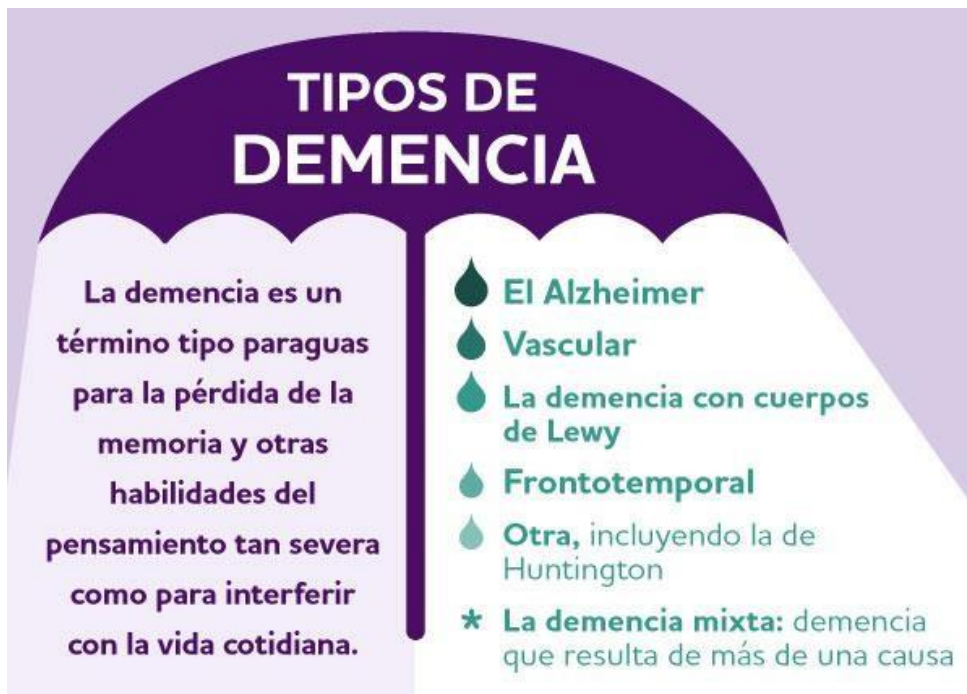 TIPOS DE
DEMENCIA
La demencia es un
término tipo paraguas
para la pérdida de la
memoria y otras
habilidades del
pensamiento tan severa
como para interferir
con la vida cotidiana.
El Alzheimer
Vascular
La demencia con cuerpos
de Lewy
Frontotemporal
Otra, incluyendo la de
Huntington
* La demencia mixta: demencia
que resulta de más de una causa